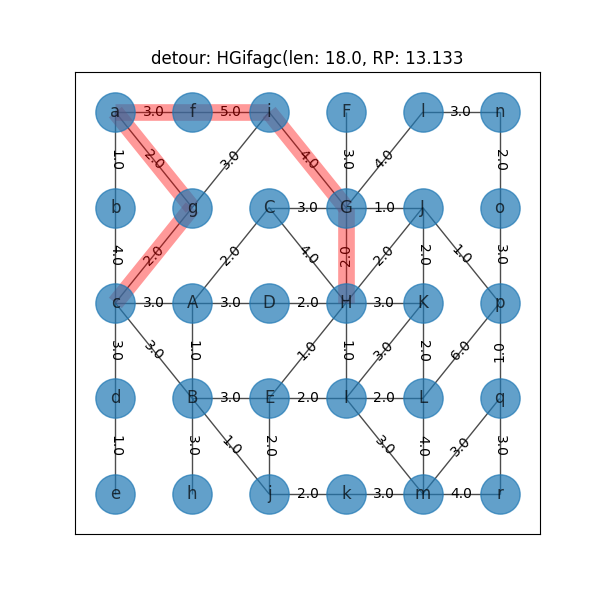 detour: HGifagc(len: 18.0, RP: 13.133
a 3.0 f 5.0 i F l 3.0 n
1.0 2.0 3.0 4.0 3.0 4.0 2.0
b g C 3.0 G 1.0 J o
4.0 2.0 2.0 4.0 2.0 2.0 2.0 1.0 3.0
c 3.0 A 3.0 D 2.0 H 3.0 K p
3.0 3.0 1.0 1.0 1.0 3.0 2.0 6.0 1.0
d B 3.0 E 2.0 I 2.0 L q
1.0 3.0 1.0 2.0 3.0 4.0 3.0 3.0
e h j 2.0 k 3.0 m 4.0 r